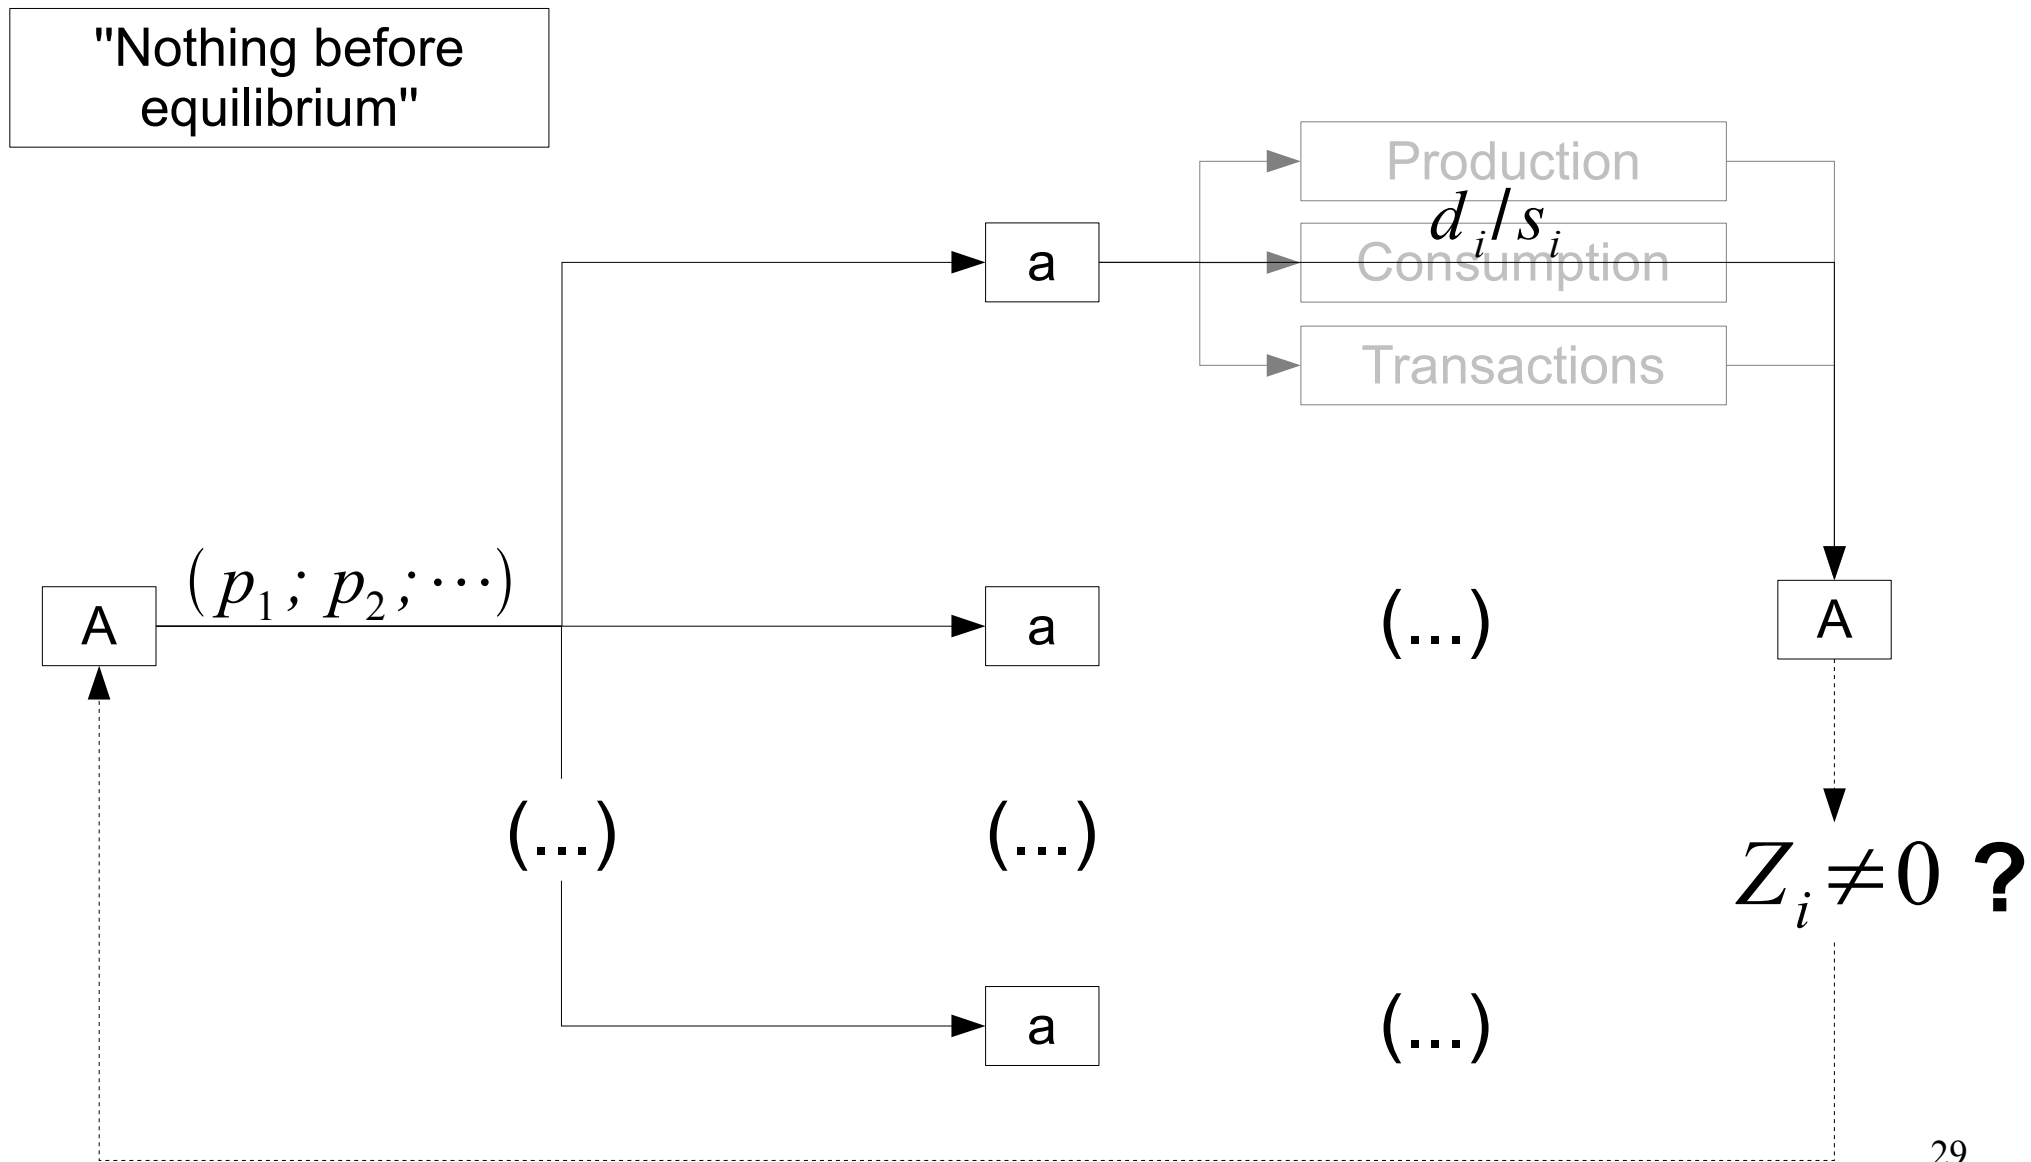 "Nothing before
equilibrium"
Production
d_i/s_i
a
Consumption
Transactions
(p_1; p_2; ⋯)
A
a
(...)
A
(...)
(...)
Z_i≠0 ?
a
(...)
29